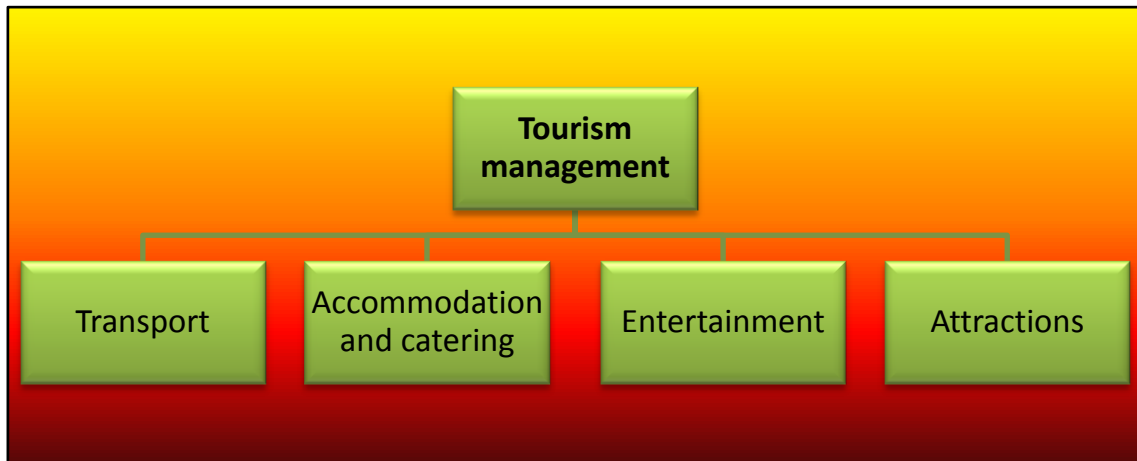 Tourism
management
Transport
Accommodation
and catering
Entertainment
Attractions